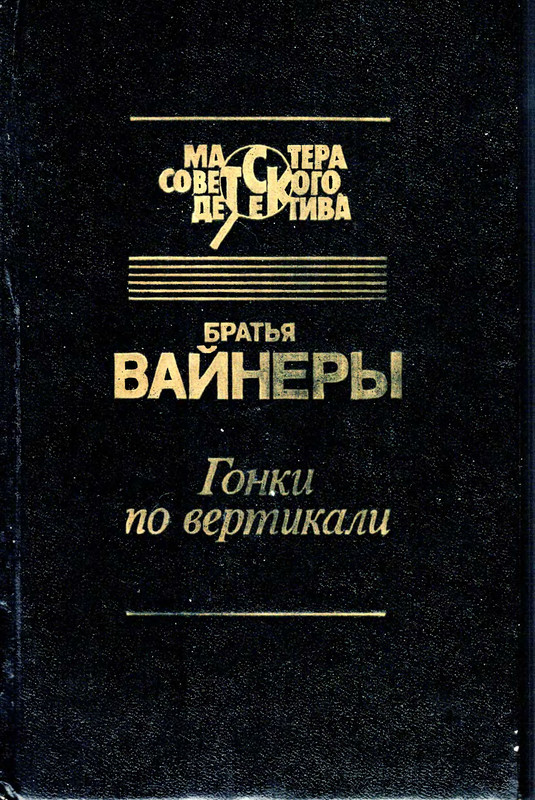 МАСТЕРА
СОВЕТСКОГО
ДЕТЕКТИВА
БРАТЬЯ
ВАЙНЕРЫ
Гонки
по вертикали